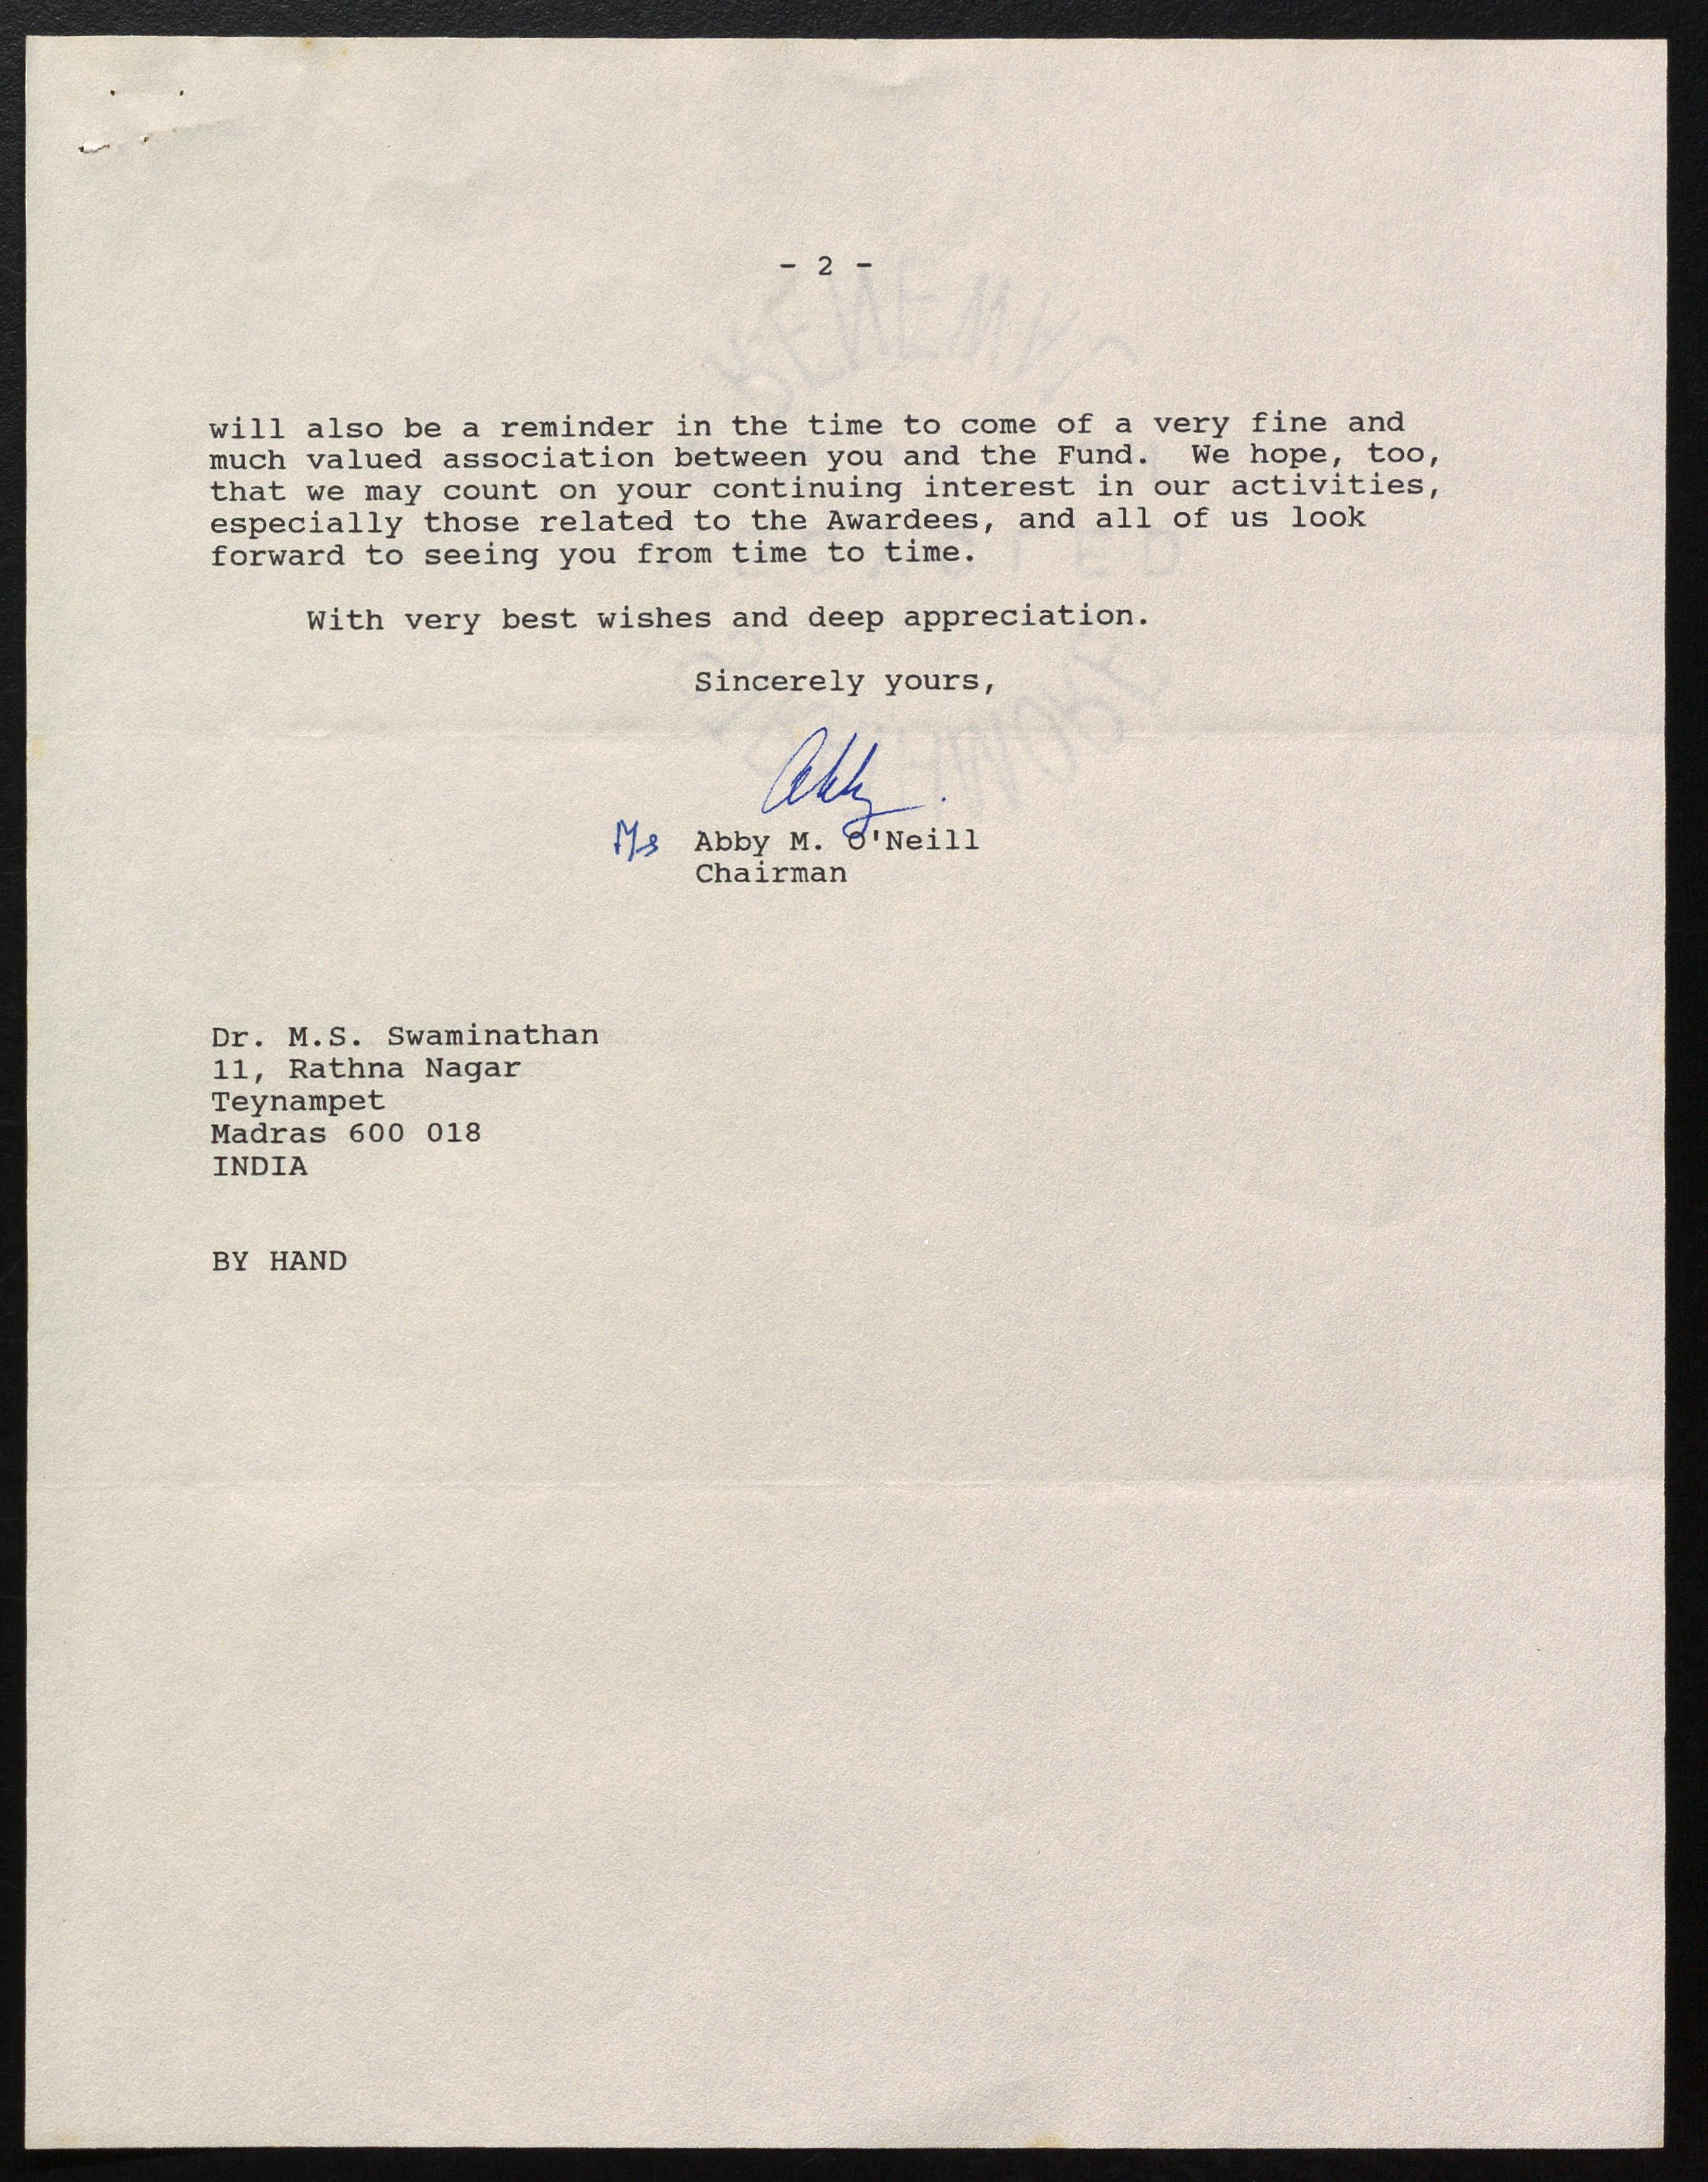 - 2 -
will also be a reminder in the time to come of a very fine and
much valued association between you and the Fund.  We hope, too,
that we may count on your continuing interest in our activities,
especially those related to the Awardees, and all of us look
forward to seeing you from time to time.
With very best wishes and deep appreciation.
Sincerely yours,
Abby.
Ms Abby M. O'Neill
Chairman
Dr. M.S. Swaminathan
11, Rathna Nagar
Teynampet
Madras 600 018
INDIA
BY HAND